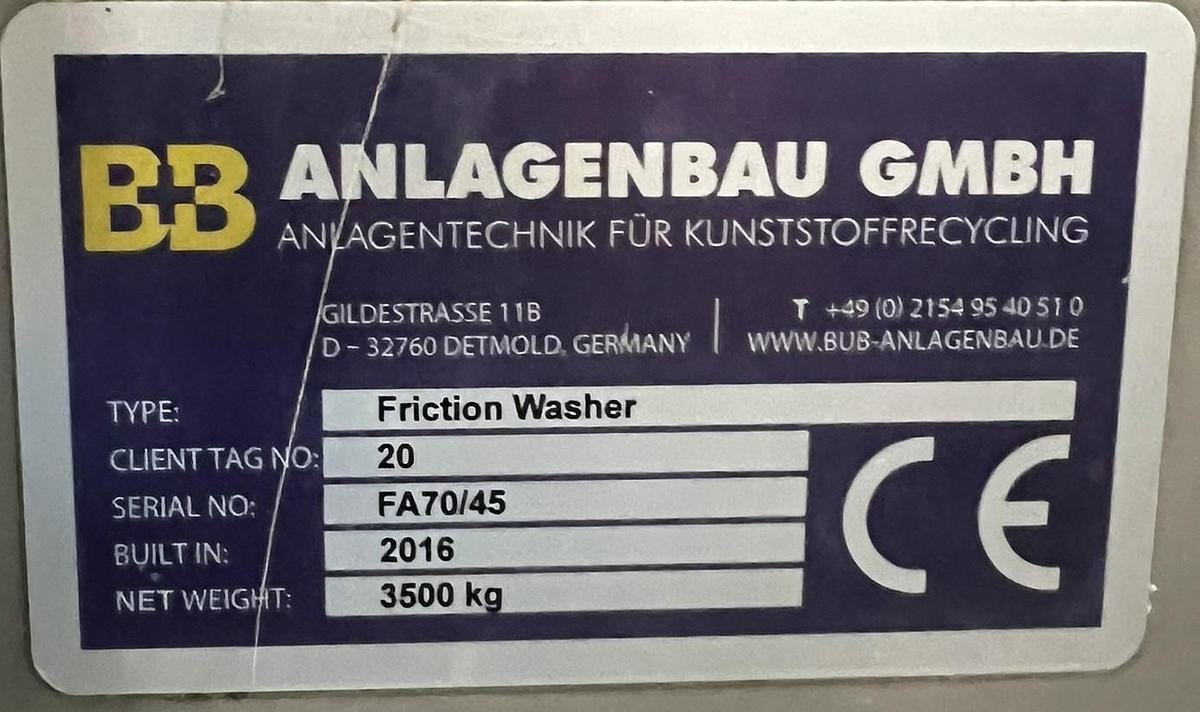 B+B ANLAGENBAU GMBH
ANLAGENTECHNIK FÜR KUNSTSTOFFRECYCLING
GILDESTRASSE 11B | T +49 (0) 2154 95 40 51 0
D – 32760 DETMOLD, GERMANY | WWW.BUB-ANLAGENBAU.DE
TYPE: Friction Washer
CLIENT TAG NO: 20
SERIAL NO: FA70/45
BUILT IN: 2016
NET WEIGHT: 3500 kg
CE